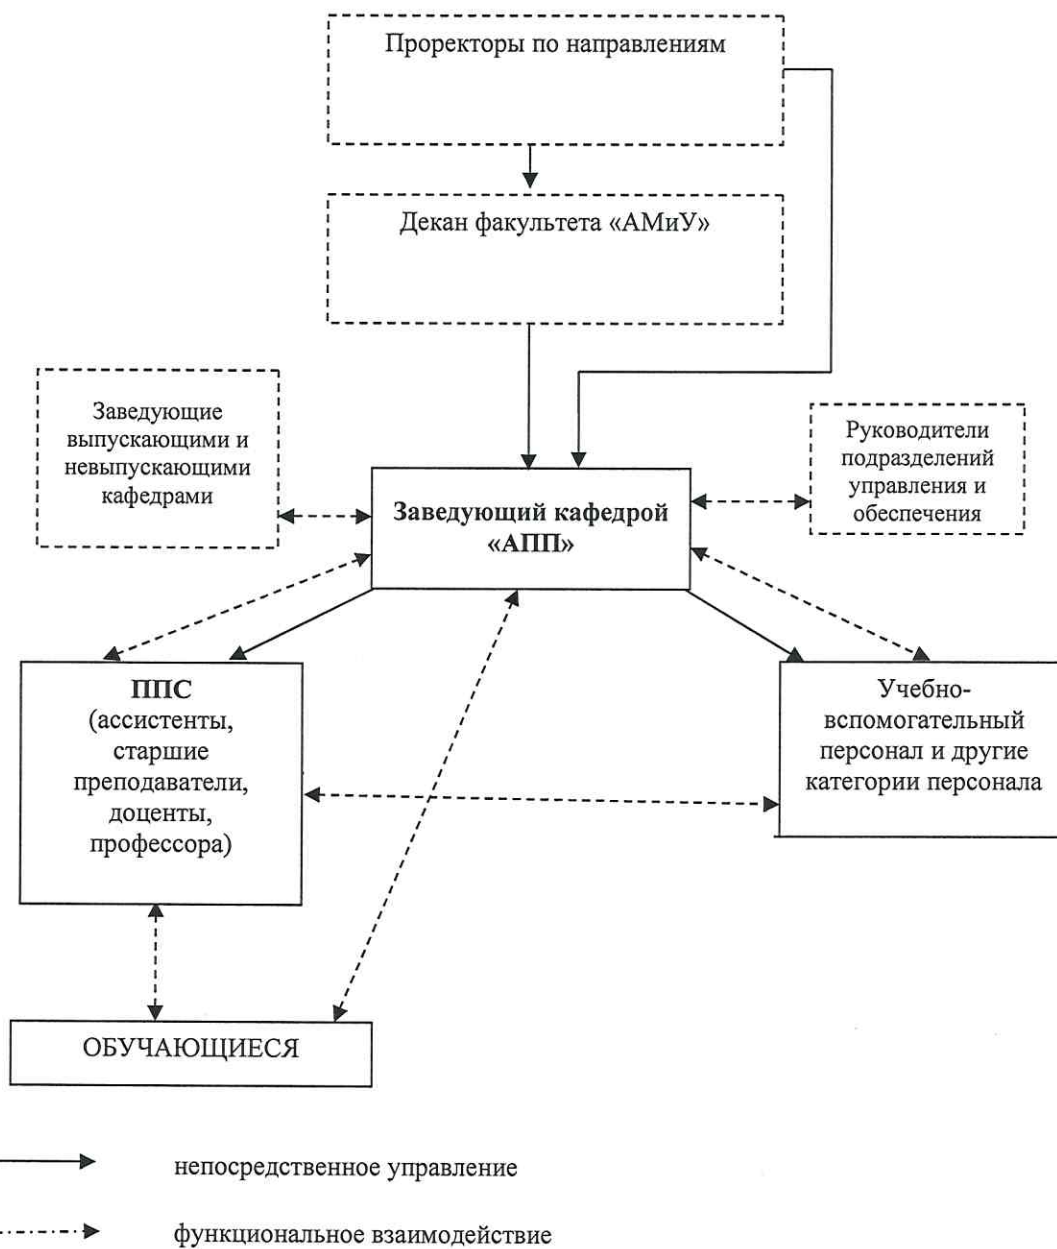 Проректоры по направлениям
Декан факультета «АМиУ»
Заведующие
выпускающими и
невыпускающими
кафедрами
Руководители
подразделений
управления и
обеспечения
Заведующий кафедрой
«АПП»
ППС
(ассистенты,
старшие
преподаватели,
доценты,
профессора)
Учебно-
вспомогательный
персонал и другие
категории персонала
ОБУЧАЮЩИЕСЯ
непосредственное управление
функциональное взаимодействие